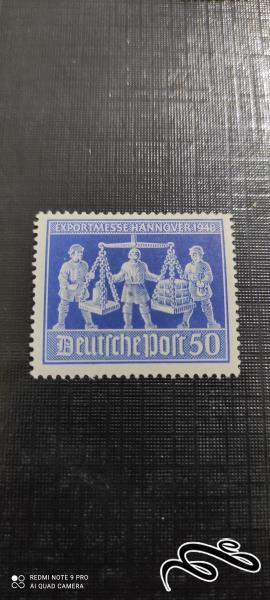 EXPORTMESSE HANNOVER 1948
Deutsche Post 50
REDMI NOTE 9 PRO
AI QUAD CAMERA